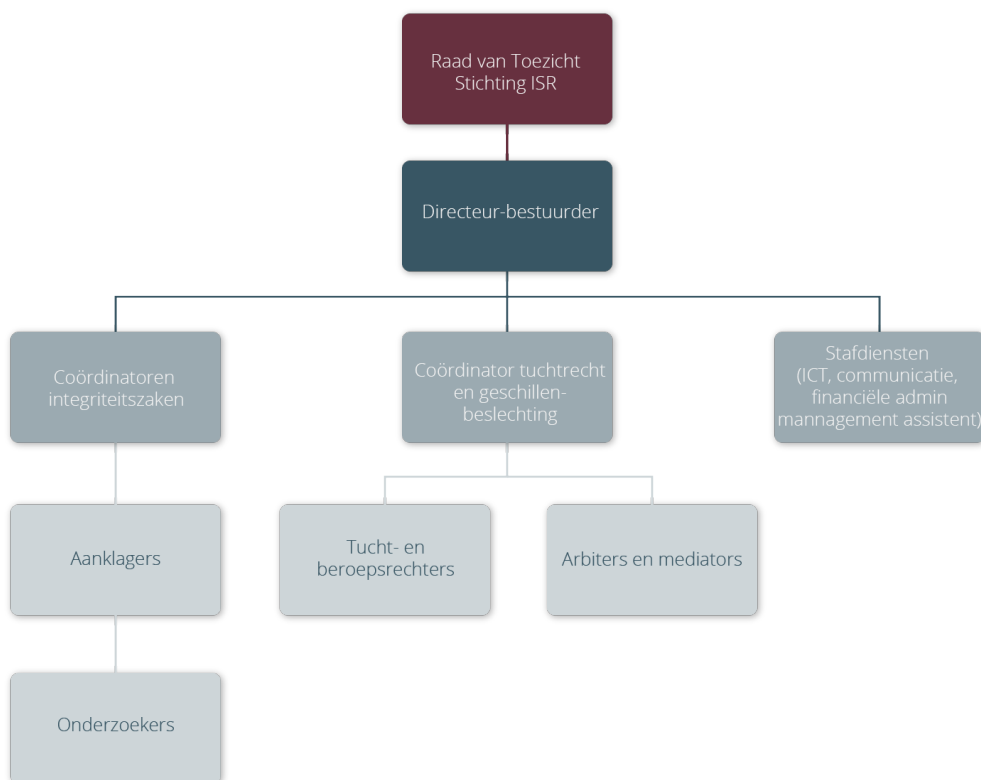 Raad van Toezicht
Stichting ISR
Directeur-bestuurder
Coördinatoren
integriteitszaken
Coördinator tuchtrecht
en geschillen-
beslechting
Stafdiensten
(ICT, communicatie,
financiële admin
mannagement assistent)
Aanklagers
Tucht- en
beroepsrechters
Arbiters en mediators
Onderzoekers